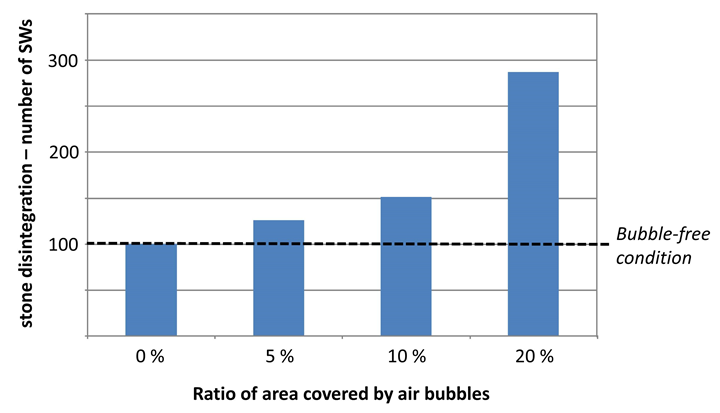 stone disintegration – number of SWs
300
200
100
Bubble-free
condition
0 %
5 %
10 %
20 %
Ratio of area covered by air bubbles